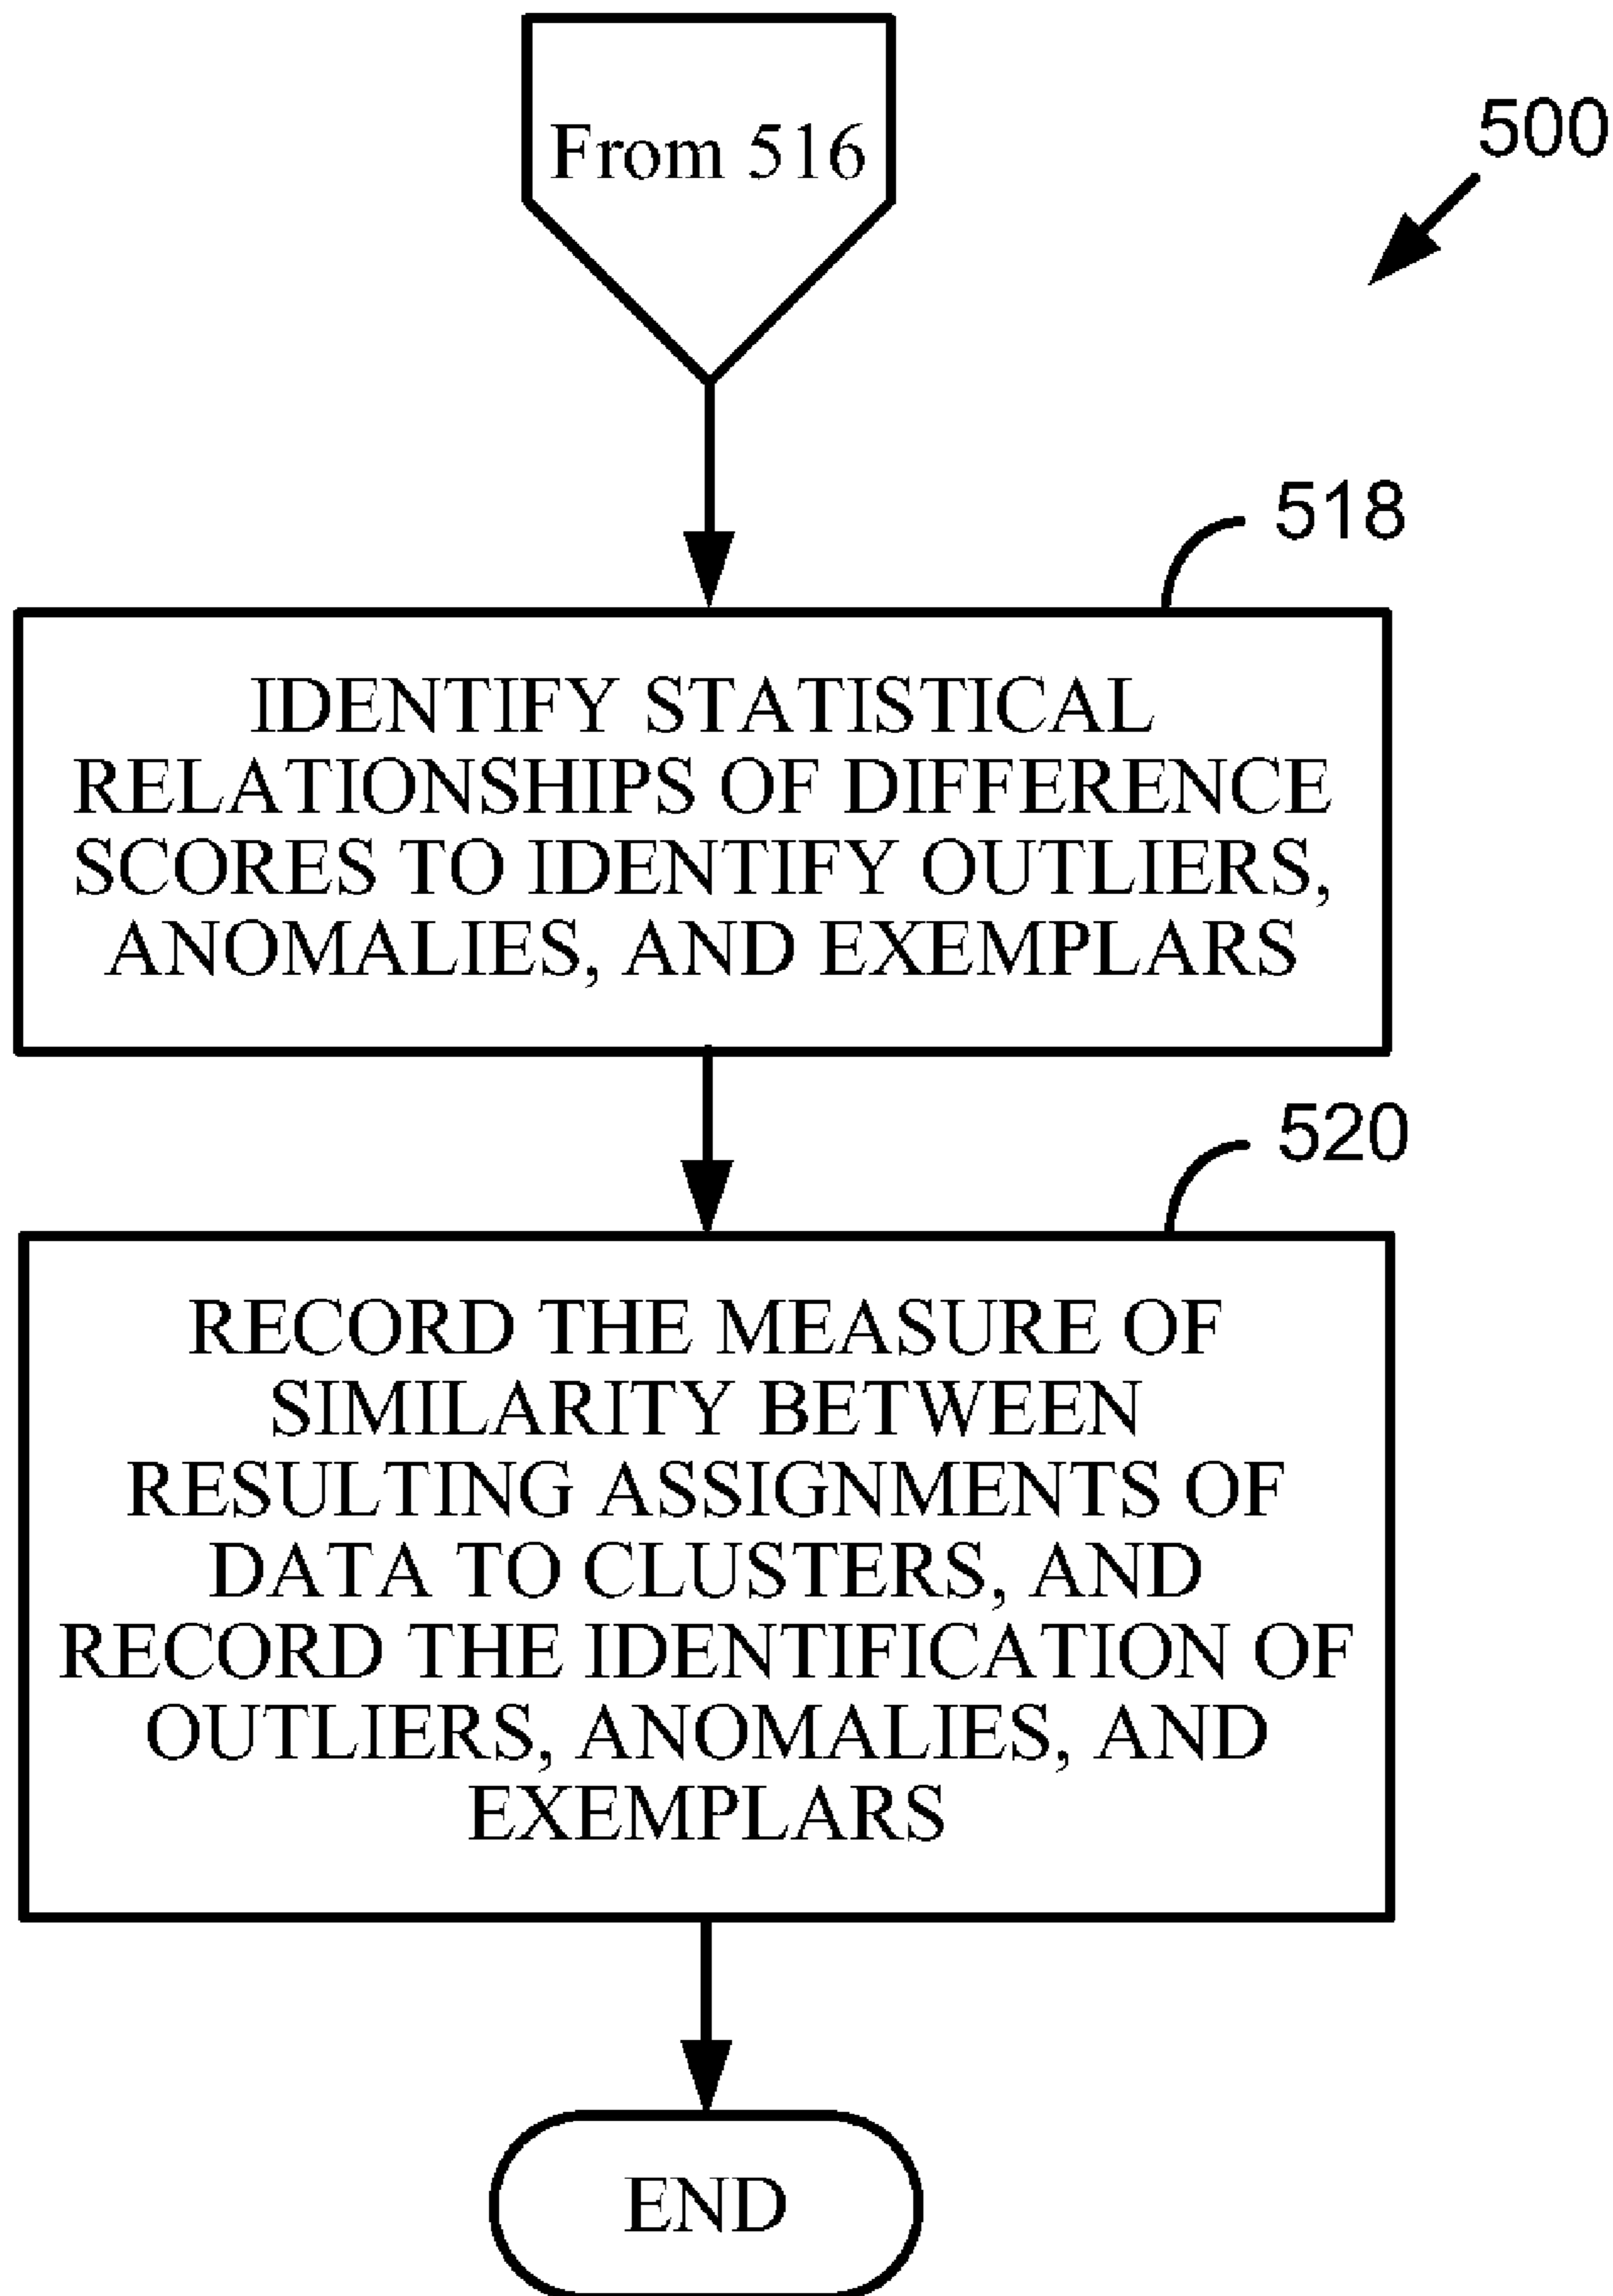 From 516
500
518
IDENTIFY STATISTICAL
RELATIONSHIPS OF DIFFERENCE
SCORES TO IDENTIFY OUTLIERS,
ANOMALIES, AND EXEMPLARS
520
RECORD THE MEASURE OF
SIMILARITY BETWEEN
RESULTING ASSIGNMENTS OF
DATA TO CLUSTERS, AND
RECORD THE IDENTIFICATION OF
OUTLIERS, ANOMALIES, AND
EXEMPLARS
END